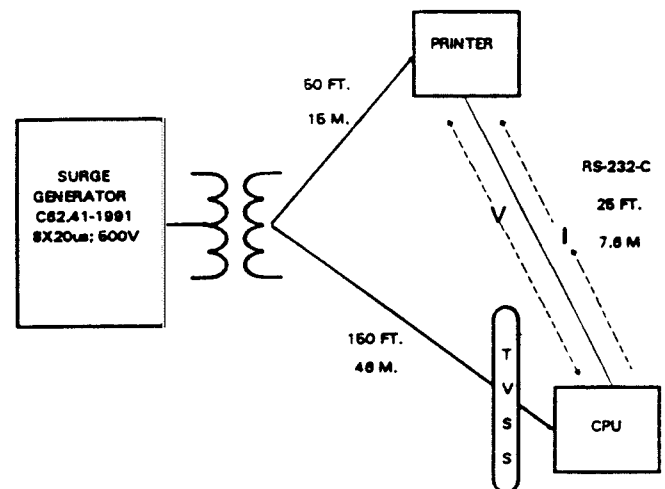 PRINTER
50 FT.
15 M.
SURGE
GENERATOR
C62.41-1991
8X20us; 500V
RS-232-C
25 FT.
7.6 M
V
I
150 FT.
46 M.
T
V
S
S
CPU